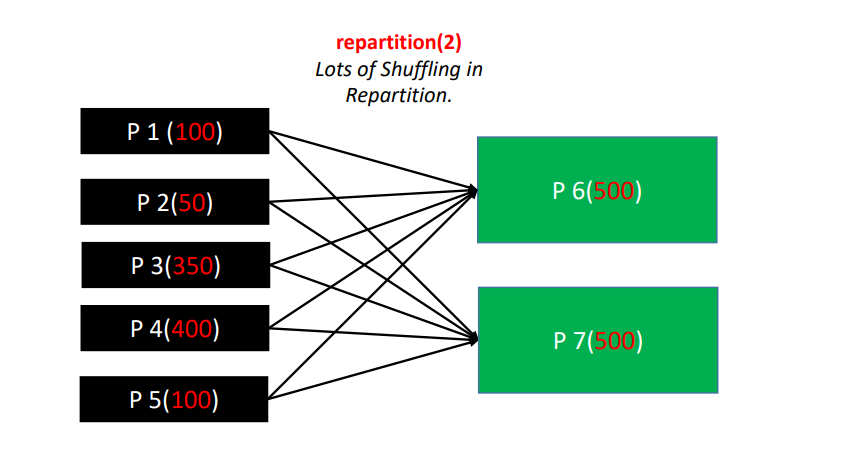 repartition(2)
Lots of Shuffling in
Repartition.
P 1 (100)
P 2(50)
P 3(350)
P 4(400)
P 5(100)
P 6(500)
P 7(500)